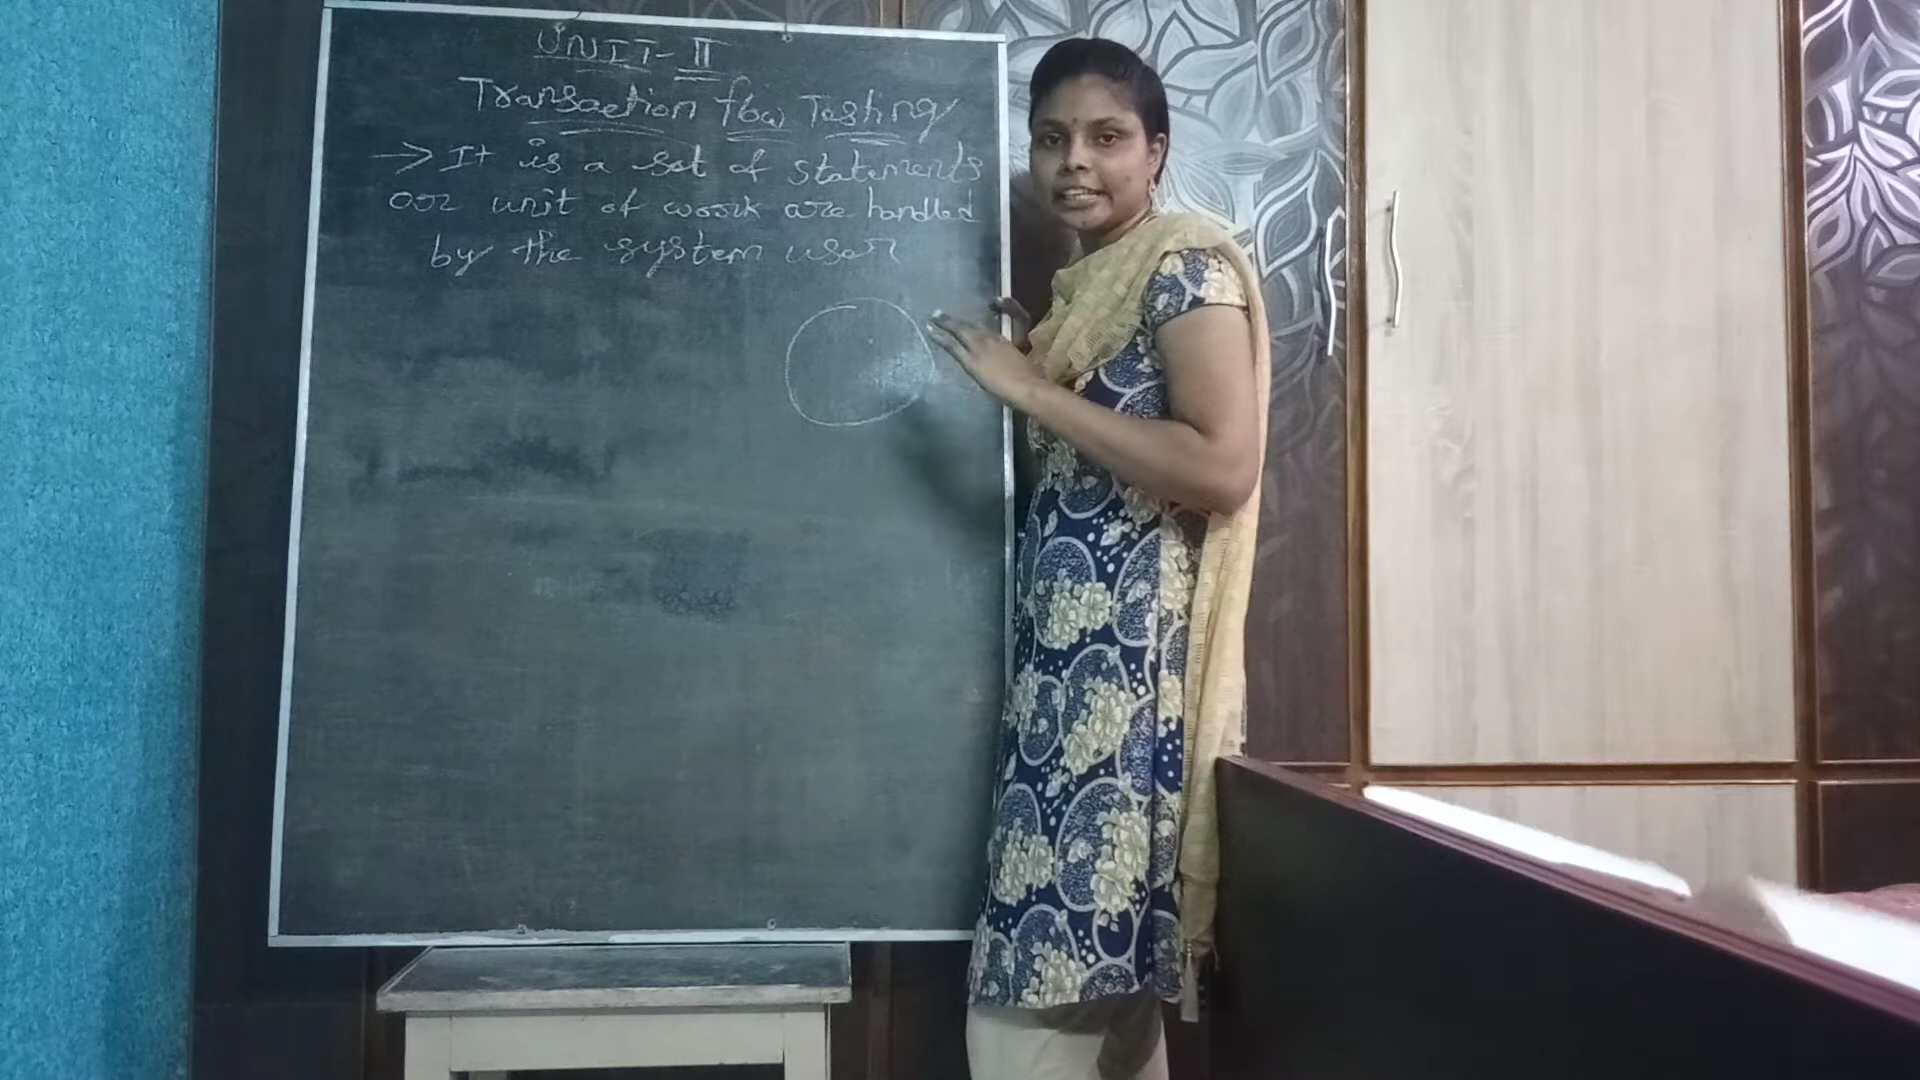 UNIT-II
Transaction flow Testing
→ It is a set of statements
or unit of work are handled
by the system user